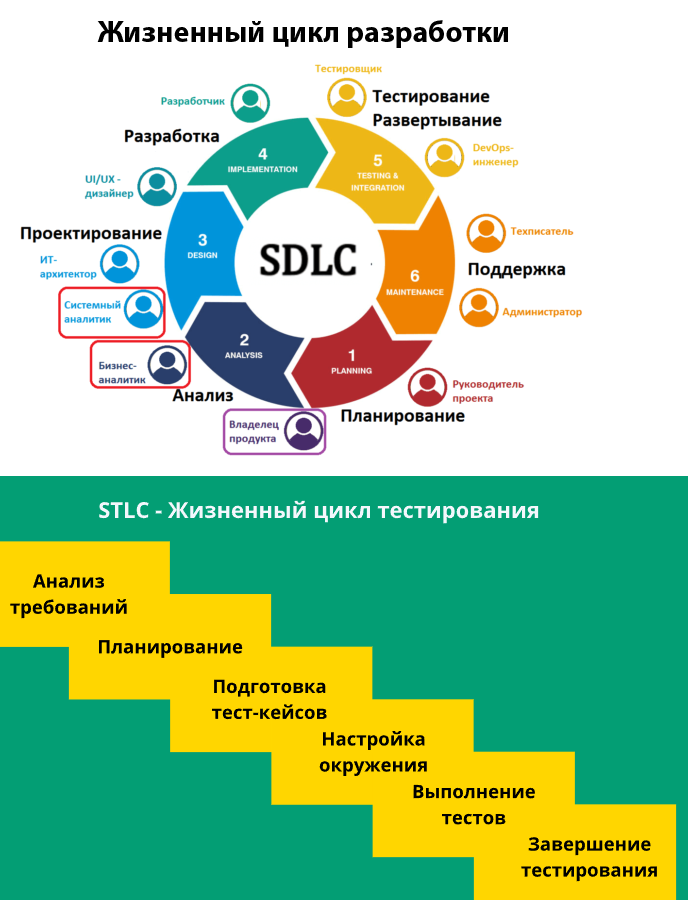 Жизненный цикл разработки
Тестировщик
Разработчик
Тестирование
Развертывание
Разработка
4
IMPLEMENTATION
5
TESTING &
INTEGRATION
DevOps-
инженер
UI/UX -
дизайнер
Проектирование
3
DESIGN
SDLC
Техписатель
ИТ-
архитектор
Поддержка
6
MAINTENANCE
Системный
аналитик
Администратор
2
ANALYSIS
1
PLANNING
Бизнес-
аналитик
Анализ
Руководитель
проекта
Планирование
Владелец
продукта
STLC - Жизненный цикл тестирования
Анализ
требований
Планирование
Подготовка
тест-кейсов
Настройка
окружения
Выполнение
тестов
Завершение
тестирования